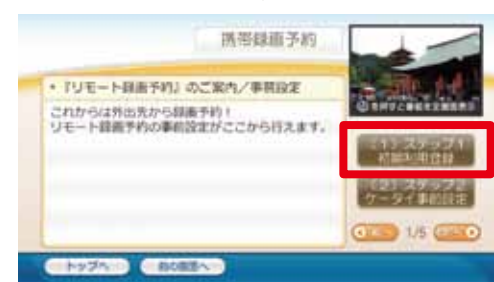 携帯録画予約
・『リモート録画予約』のご案内/事前設定
これからは外出先から録画予約!
リモート録画予約の事前設定がここから行えます。
(1)ステップ1
初期利用登録
(2)ステップ2
ケータイ事前設定
1/5
トップへ
前の画面へ